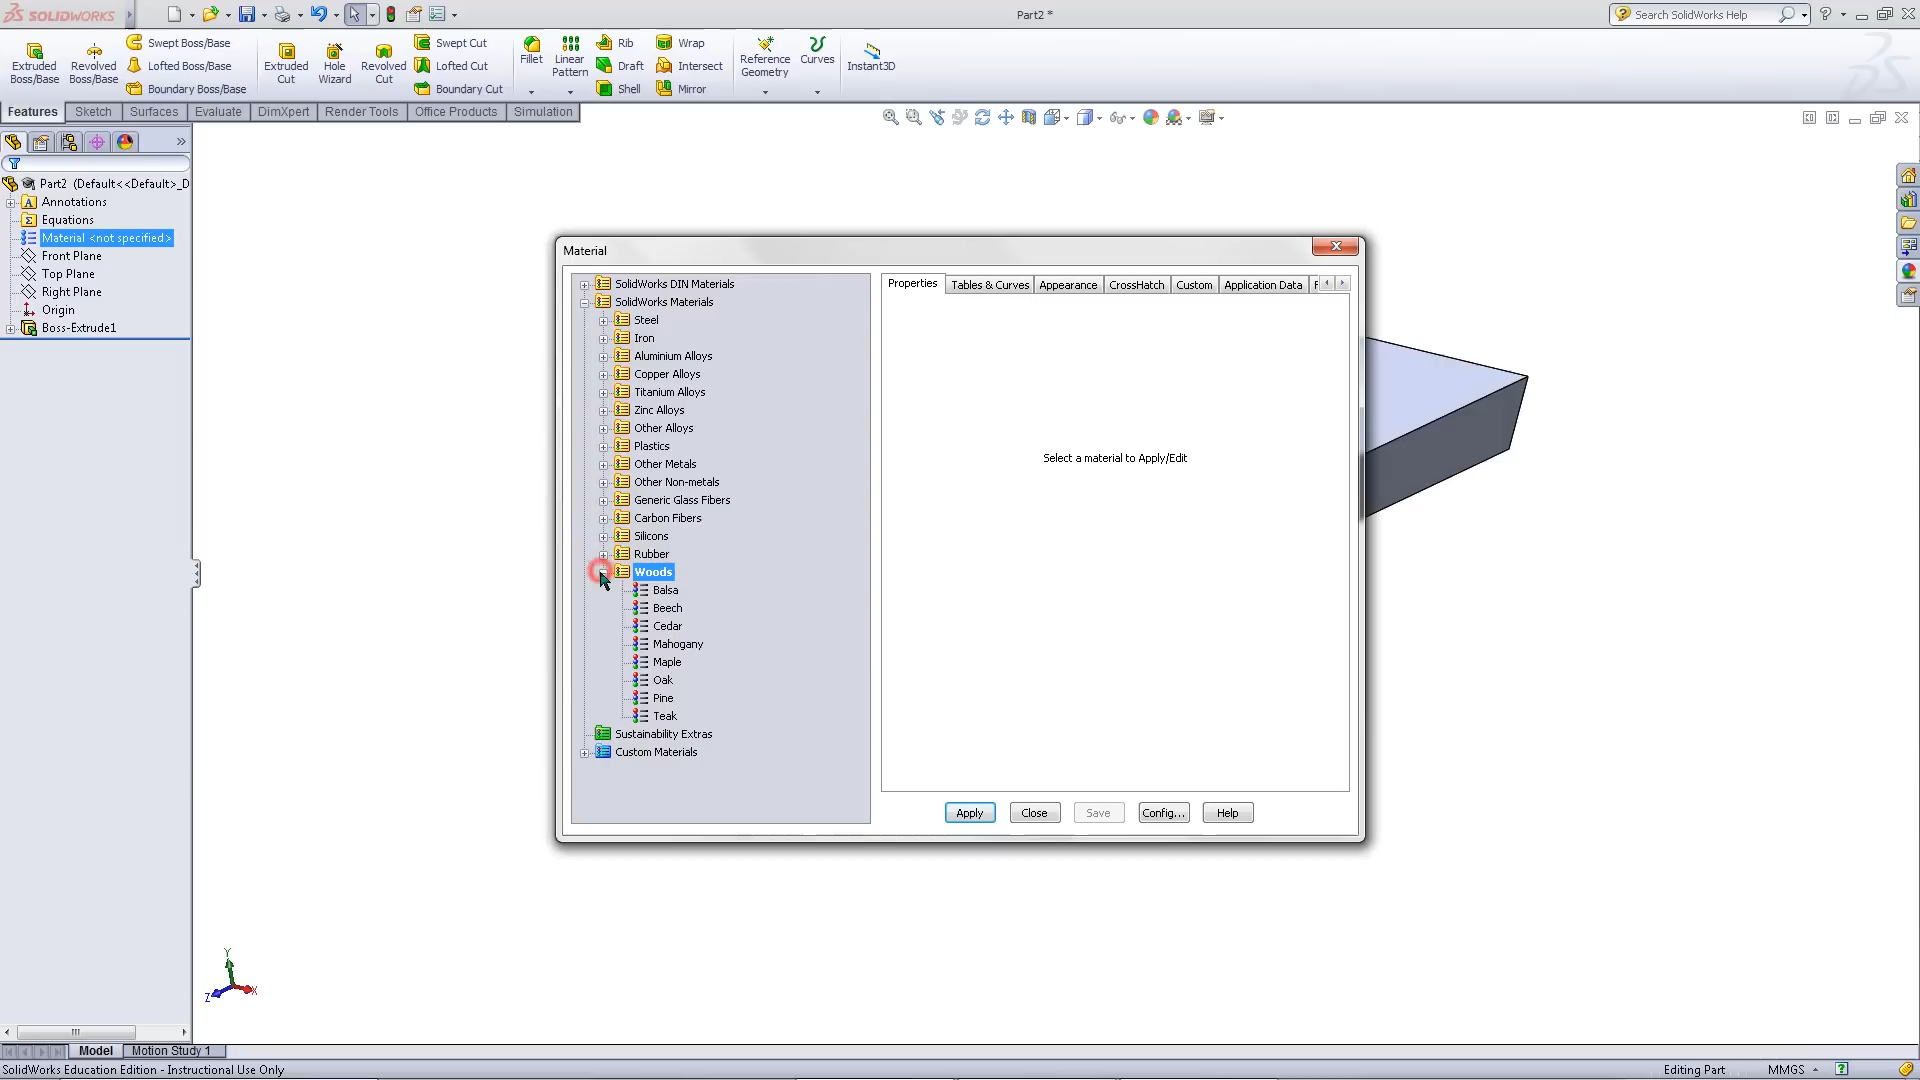 SOLIDWORKS
Part2 *
Search SolidWorks Help
Extruded Boss/Base
Revolved Boss/Base
Swept Boss/Base
Lofted Boss/Base
Boundary Boss/Base
Extruded Cut
Hole Wizard
Revolved Cut
Swept Cut
Lofted Cut
Boundary Cut
Fillet
Linear Pattern
Rib
Draft
Shell
Wrap
Intersect
Mirror
Reference Geometry
Curves
Instant3D
Features
Sketch
Surfaces
Evaluate
DimXpert
Render Tools
Office Products
Simulation
Part2 (Default<<Default>_D
Annotations
Equations
Material <not specified>
Front Plane
Top Plane
Right Plane
Origin
Boss-Extrude1
Material
SolidWorks DIN Materials
SolidWorks Materials
Steel
Iron
Aluminium Alloys
Copper Alloys
Titanium Alloys
Zinc Alloys
Other Alloys
Plastics
Other Metals
Other Non-metals
Generic Glass Fibers
Carbon Fibers
Silicons
Rubber
Woods
Balsa
Beech
Cedar
Mahogany
Maple
Oak
Pine
Teak
Sustainability Extras
Custom Materials
Properties
Tables & Curves
Appearance
CrossHatch
Custom
Application Data
Select a material to Apply/Edit
Apply
Close
Save
Config...
Help
Y
Z
X
Model
Motion Study 1
SolidWorks Education Edition - Instructional Use Only
Editing Part
MMGS